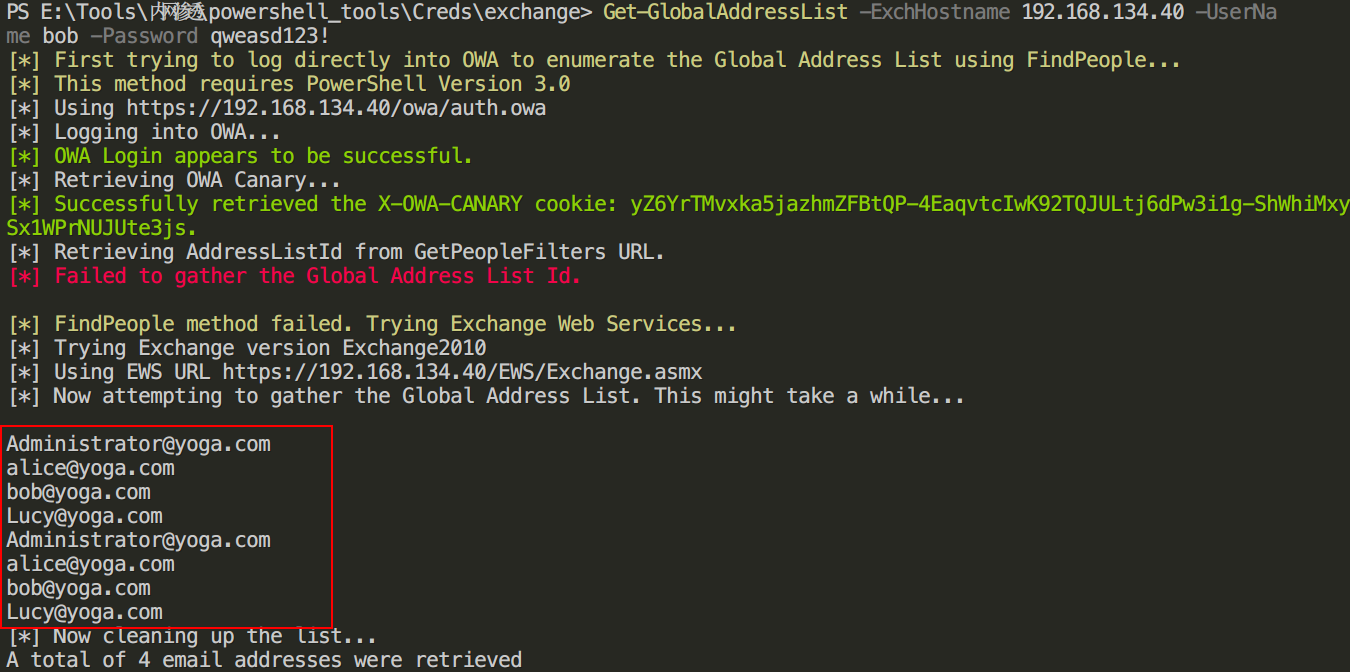 PS E:\Tools\内网渗透\powershell_tools\Creds\exchange> Get-GlobalAddressList -ExchHostname 192.168.134.40 -UserNa
me bob -Password qweasd123!
[*] First trying to log directly into OWA to enumerate the Global Address List using FindPeople...
[*] This method requires PowerShell Version 3.0
[*] Using https://192.168.134.40/owa/auth.owa
[*] Logging into OWA...
[*] OWA Login appears to be successful.
[*] Retrieving OWA Canary...
[*] Successfully retrieved the X-OWA-CANARY cookie: yZ6YrTMvxka5jazhmZFBtQP-4EaqvtcIwK92TQJULtj6dPw3i1g-ShWhiMxy
Sx1WPrNUJUte3js.
[*] Retrieving AddressListId from GetPeopleFilters URL.
[*] Failed to gather the Global Address List Id.
[*] FindPeople method failed. Trying Exchange Web Services...
[*] Trying Exchange version Exchange2010
[*] Using EWS URL https://192.168.134.40/EWS/Exchange.asmx
[*] Now attempting to gather the Global Address List. This might take a while...
Administrator@yoga.com
alice@yoga.com
bob@yoga.com
Lucy@yoga.com
Administrator@yoga.com
alice@yoga.com
bob@yoga.com
Lucy@yoga.com
[*] Now cleaning up the list...
A total of 4 email addresses were retrieved